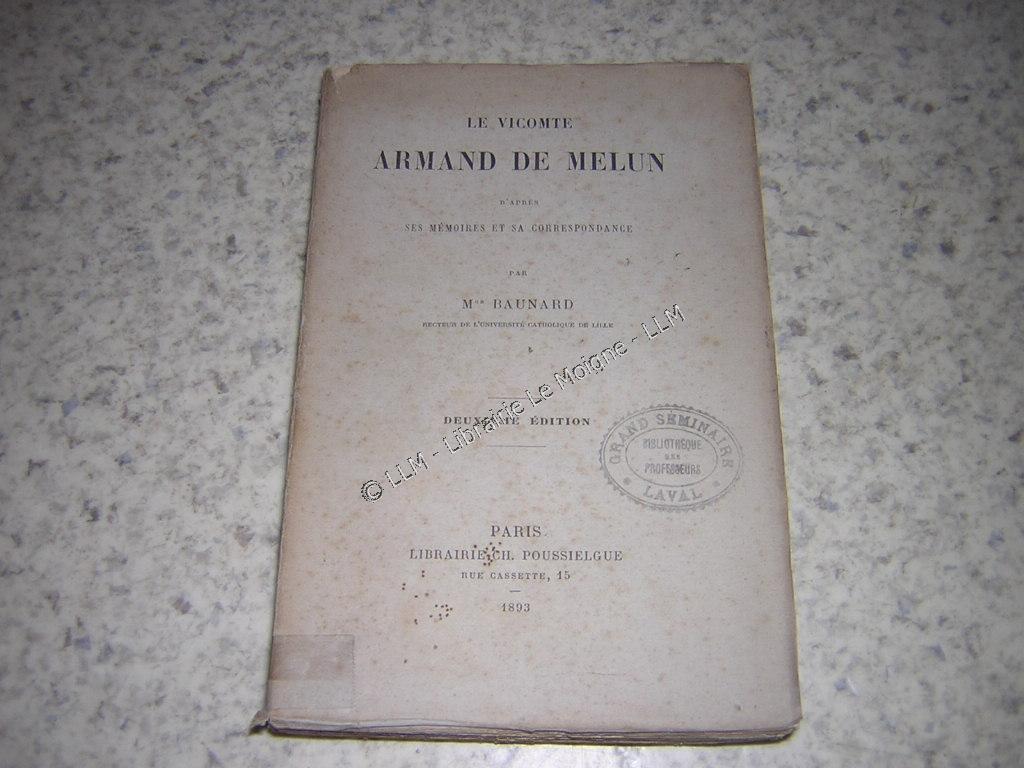 LE VICOMTE
ARMAND DE MELUN
D'APRÈS
SES MÉMOIRES ET SA CORRESPONDANCE
PAR
Mgr BAUNARD
RECTEUR DE L'UNIVERSITÉ CATHOLIQUE DE LILLE
DEUXIÈME ÉDITION
GRAND SÉMINAIRE
BIBLIOTHÈQUE
DES
PROFESSEURS
* LAVAL *
© LLM - Librairie Le Moigne - LLM
PARIS
LIBRAIRIE CH. POUSSIELGUE
RUE CASSETTE, 15
1893